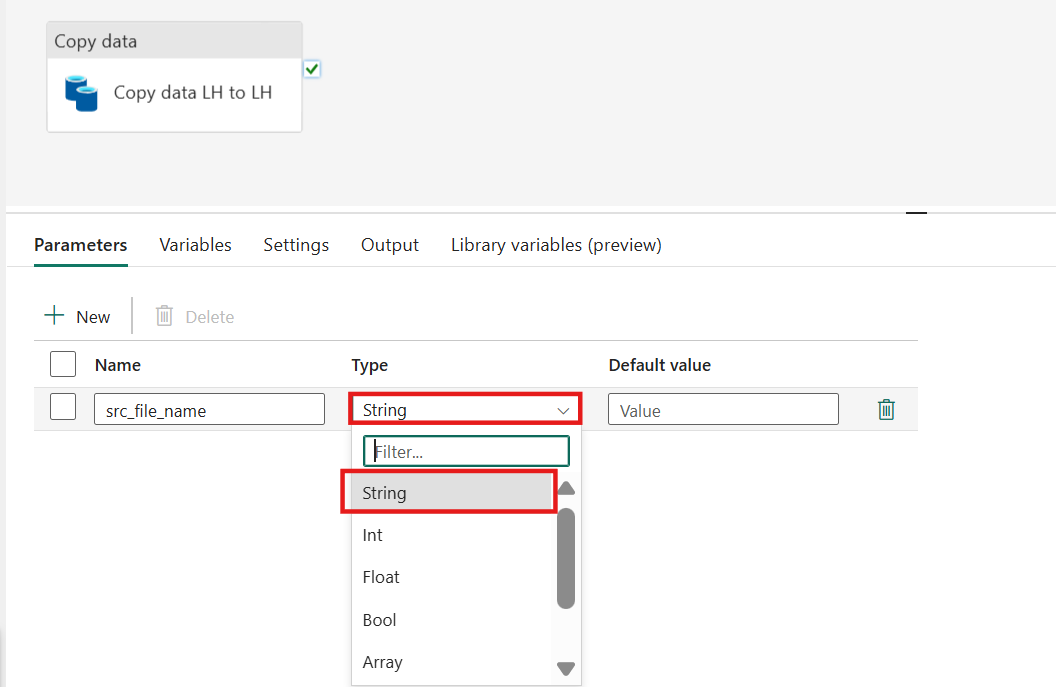 Copy data
Copy data LH to LH
Parameters Variables Settings Output Library variables (preview)
New Delete
Name Type Default value
src_file_name String Value
Filter...
String
Int
Float
Bool
Array